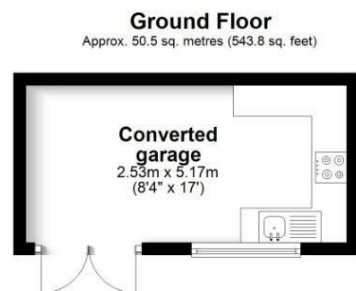 Ground Floor
Approx. 50.5 sq. metres (543.8 sq. feet)
Converted
garage
2.53m x 5.17m
(8'4" x 17')